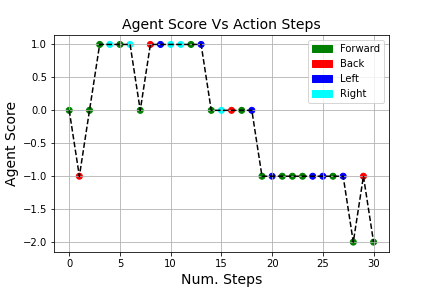 Agent Score Vs Action Steps
1.0
0.5
0.0
−0.5
−1.0
−1.5
−2.0
Agent Score
Forward
Back
Left
Right
0 5 10 15 20 25 30
Num. Steps